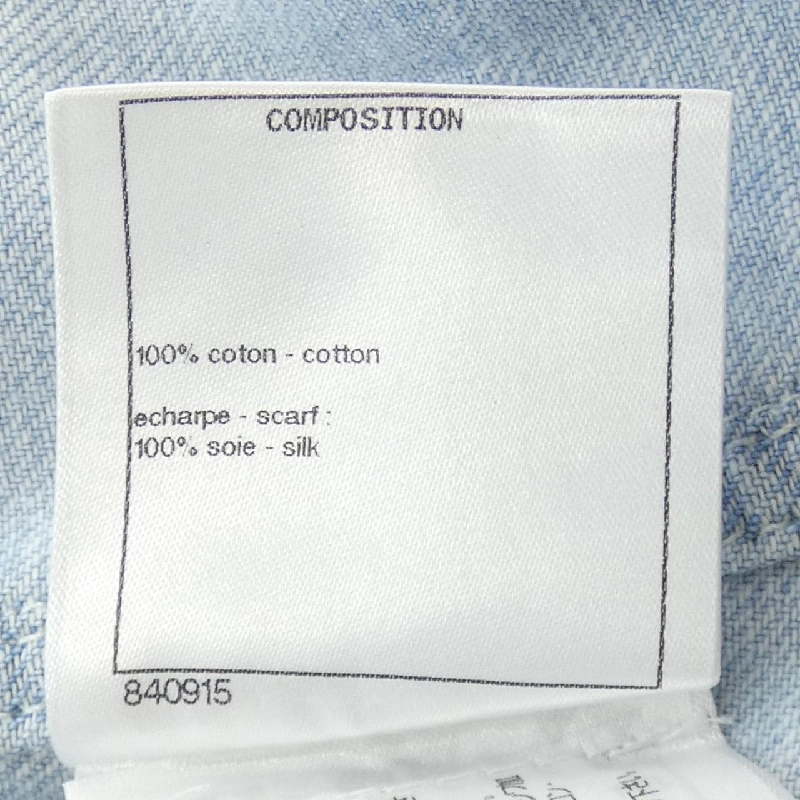 COMPOSITION
100% coton - cotton
echarpe - scarf :
100% soie - silk
840915